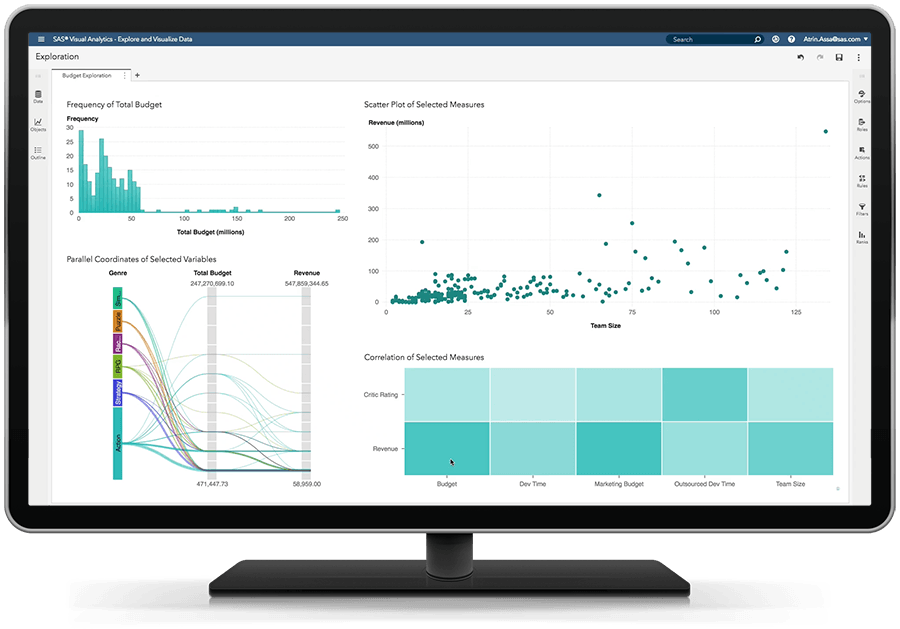 SAS® Visual Analytics - Explore and Visualize Data
Search
Atrin.Assa@sas.com
Exploration
Budget Exploration
Data
Objects
Outline
Options
Roles
Actions
Rules
Filters
Ranks
Frequency of Total Budget
Frequency
30
25
20
15
10
5
0
0 50 100 150 200 250
Total Budget (millions)
Parallel Coordinates of Selected Variables
Genre Total Budget Revenue
247,270,699.10 547,859,344.65
Sim...
Puzzle
Rac...
RPG
Strategy
Action
471,447.73 58,959.00
Scatter Plot of Selected Measures
Revenue (millions)
500
400
300
200
100
0
0 25 50 75 100 125
Team Size
Correlation of Selected Measures
Critic Rating
Revenue
Budget Dev Time Marketing Budget Outsourced Dev Time Team Size